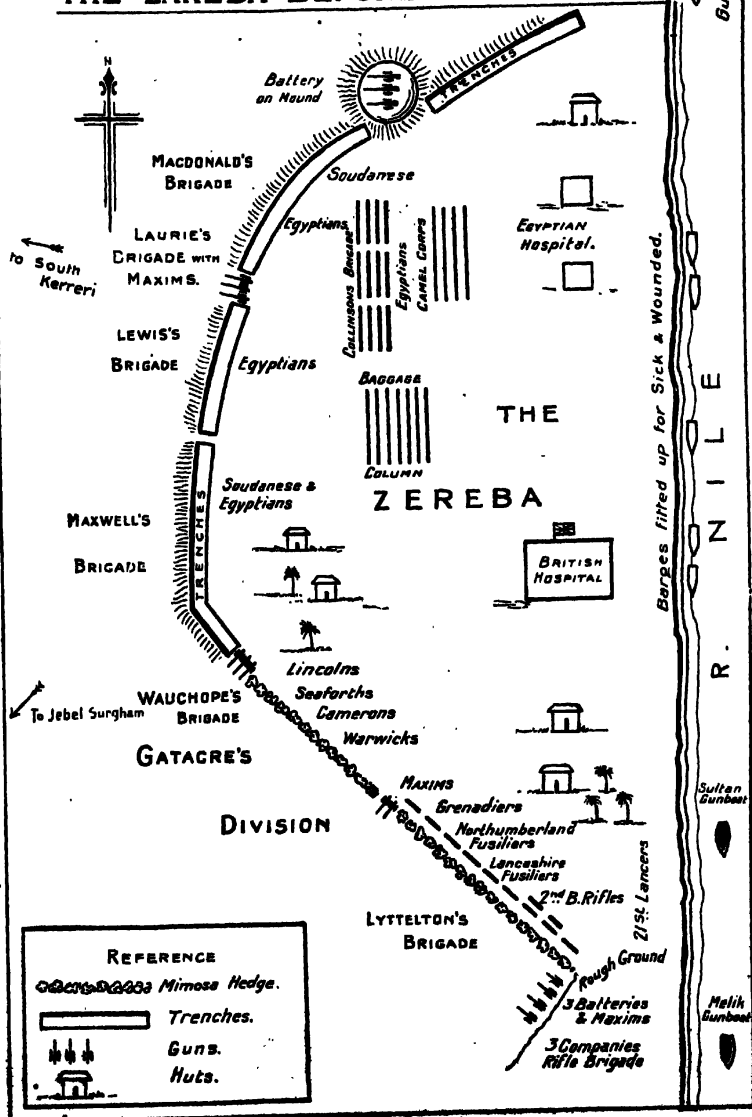 N
Battery
on Mound
TRENCHES
MACDONALD'S
BRIGADE
Soudanese
LAURIE'S
BRIGADE WITH
MAXIMS.
to South
Kerreri
Egyptians
COLLINSON'S BRIGADE
Egyptians
CAMEL CORPS
EGYPTIAN
Hospital.
LEWIS'S
BRIGADE
Egyptians
BAGGAGE
COLUMN
THE
ZEREBA
Barges fitted up for Sick & Wounded.
R. NILE
MAXWELL'S
BRIGADE
TRENCHES
Soudanese &
Egyptians
BRITISH
HOSPITAL
To Jebel Surgham
WAUCHOPE'S
BRIGADE
Lincolns
Seaforths
Camerons
Warwicks
GATACRE'S
DIVISION
MAXIMS
Grenadiers
Northumberland
Fusiliers
Lancashire
Fusiliers
2nd B. Rifles
21st. Lancers
Sultan
Gunboat
LYTTELTON'S
BRIGADE
Rough Ground
3 Batteries
& Maxims
3 Companies
Rifle Brigade
Melik
Gunboat
REFERENCE
Mimosa Hedge.
Trenches.
Guns.
Huts.